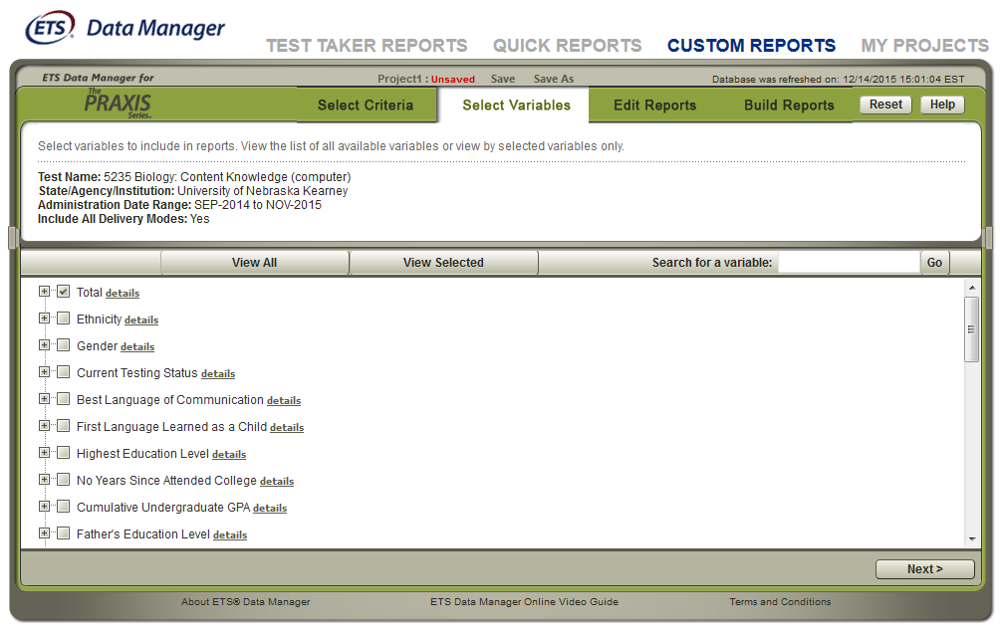 ETS® Data Manager
TEST TAKER REPORTS QUICK REPORTS CUSTOM REPORTS MY PROJECTS
ETS Data Manager for
The PRAXIS Series™
Project1 : Unsaved Save Save As
Database was refreshed on: 12/14/2015 15:01:04 EST
Select Criteria Select Variables Edit Reports Build Reports Reset Help
Select variables to include in reports. View the list of all available variables or view by selected variables only.
Test Name: 5235 Biology: Content Knowledge (computer)
State/Agency/Institution: University of Nebraska Kearney
Administration Date Range: SEP-2014 to NOV-2015
Include All Delivery Modes: Yes
View All View Selected Search for a variable: Go
Total details
Ethnicity details
Gender details
Current Testing Status details
Best Language of Communication details
First Language Learned as a Child details
Highest Education Level details
No Years Since Attended College details
Cumulative Undergraduate GPA details
Father's Education Level details
Next >
About ETS® Data Manager ETS Data Manager Online Video Guide Terms and Conditions